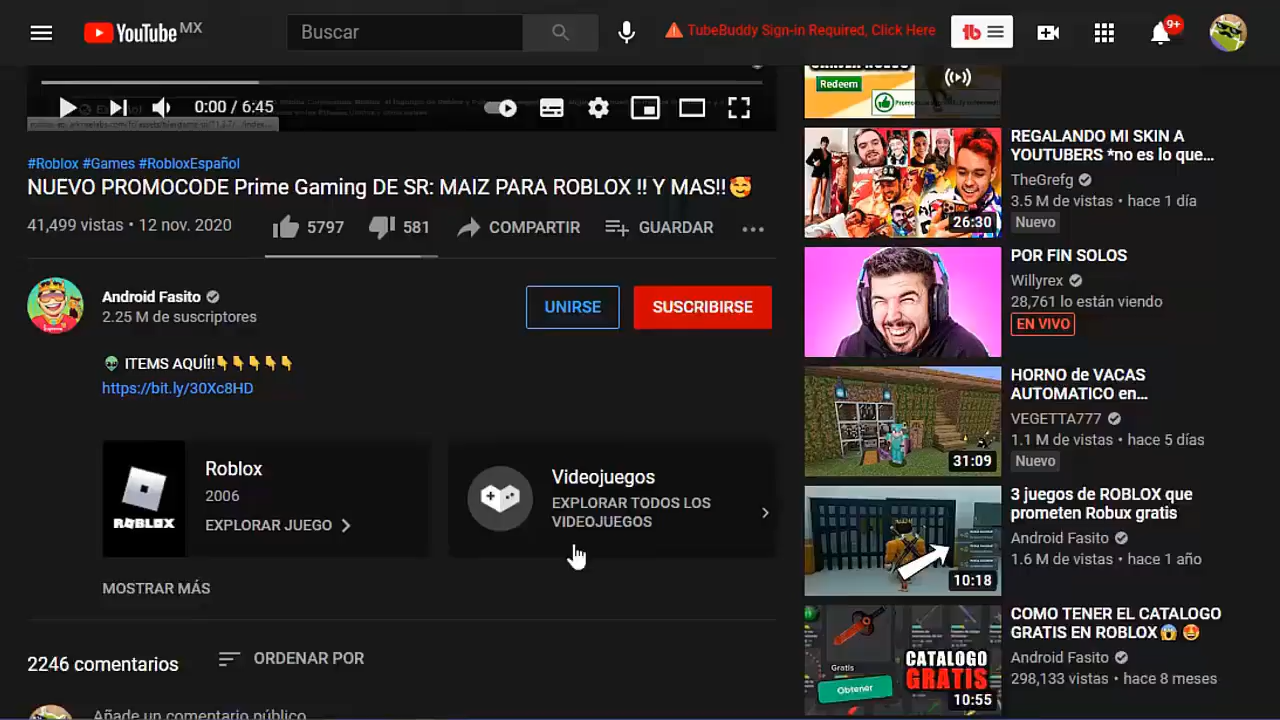 YouTube MX
Buscar
TubeBuddy Sign-in Required, Click Here
tb
9+
0:00 / 6:45
#Roblox #Games #RobloxEspañol
NUEVO PROMOCODE Prime Gaming DE SR: MAIZ PARA ROBLOX !! Y MAS!!🥰
41,499 vistas • 12 nov. 2020
5797
581
COMPARTIR
GUARDAR
Android Fasito
2.25 M de suscriptores
UNIRSE
SUSCRIBIRSE
👽 ITEMS AQUÍ!!👇👇👇👇👇
https://bit.ly/30Xc8HD
ROBLOX
Roblox
2006
EXPLORAR JUEGO
Videojuegos
EXPLORAR TODOS LOS
VIDEOJUEGOS
MOSTRAR MÁS
2246 comentarios
ORDENAR POR
Añade un comentario público
Redeem
REGALANDO MI SKIN A
YOUTUBERS *no es lo que...
TheGrefg
3.5 M de vistas • hace 1 día
Nuevo
26:30
POR FIN SOLOS
Willyrex
28,761 lo están viendo
EN VIVO
HORNO de VACAS
AUTOMATICO en...
VEGETTA777
1.1 M de vistas • hace 5 días
Nuevo
31:09
3 juegos de ROBLOX que
prometen Robux gratis
Android Fasito
1.6 M de vistas • hace 1 año
10:18
COMO TENER EL CATALOGO
GRATIS EN ROBLOX😱🤩
Android Fasito
298,133 vistas • hace 8 meses
Gratis
Obtener
CATALOGO
GRATIS
10:55